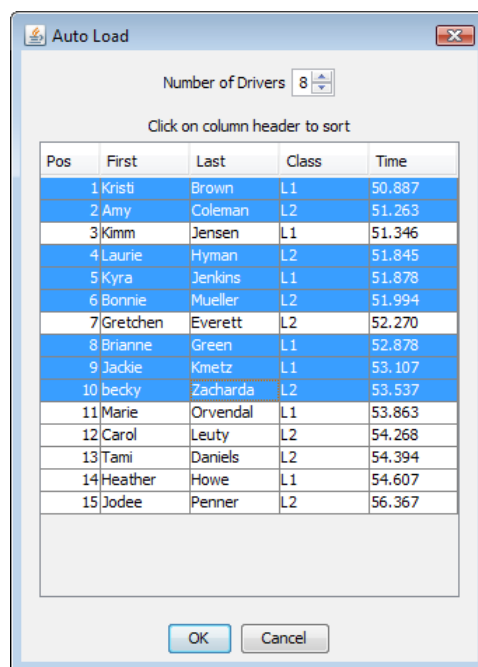 Auto Load
Number of Drivers 8
Click on column header to sort
Pos First Last Class Time
1 Kristi Brown L1 50.887
2 Amy Coleman L2 51.263
3 Kimm Jensen L1 51.346
4 Laurie Hyman L2 51.845
5 Kyra Jenkins L1 51.878
6 Bonnie Mueller L2 51.994
7 Gretchen Everett L2 52.270
8 Brianne Green L1 52.878
9 Jackie Kmetz L1 53.107
10 becky Zacharda L2 53.537
11 Marie Orvendal L1 53.863
12 Carol Leuty L2 54.268
13 Tami Daniels L2 54.394
14 Heather Howe L1 54.607
15 Jodee Penner L2 56.367
OK Cancel